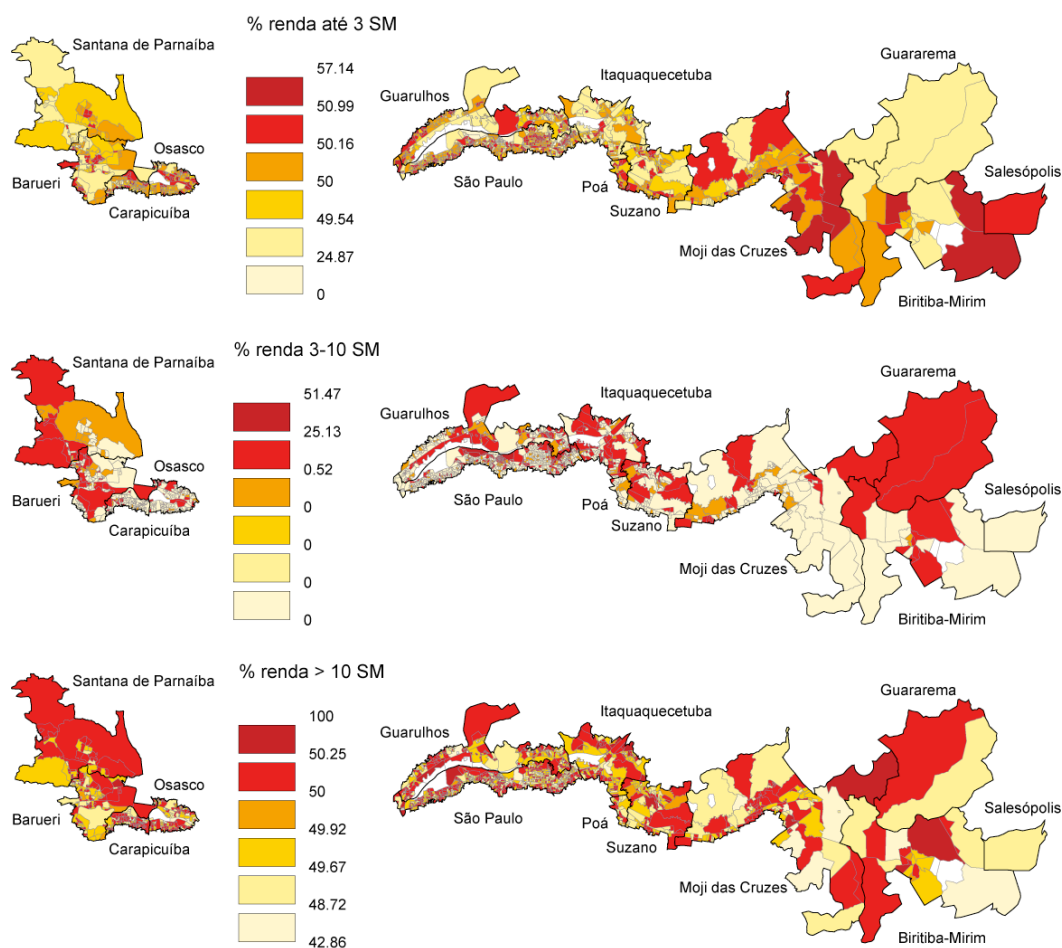 % renda até 3 SM
Santana de Parnaíba
57.14
50.99
50.16
50
49.54
24.87
0
Osasco
Barueri
Carapicuíba
Guararema
Itaquaquecetuba
Guarulhos
Salesópolis
São Paulo
Poá
Suzano
Moji das Cruzes
Biritiba-Mirim
% renda 3-10 SM
Santana de Parnaíba
51.47
25.13
0.52
0
0
0
0
Osasco
Barueri
Carapicuíba
Guararema
Itaquaquecetuba
Guarulhos
Salesópolis
São Paulo
Poá
Suzano
Moji das Cruzes
Biritiba-Mirim
% renda > 10 SM
Santana de Parnaíba
100
50.25
50
49.92
49.67
48.72
42.86
Osasco
Barueri
Carapicuíba
Guararema
Itaquaquecetuba
Guarulhos
Salesópolis
São Paulo
Poá
Suzano
Moji das Cruzes
Biritiba-Mirim